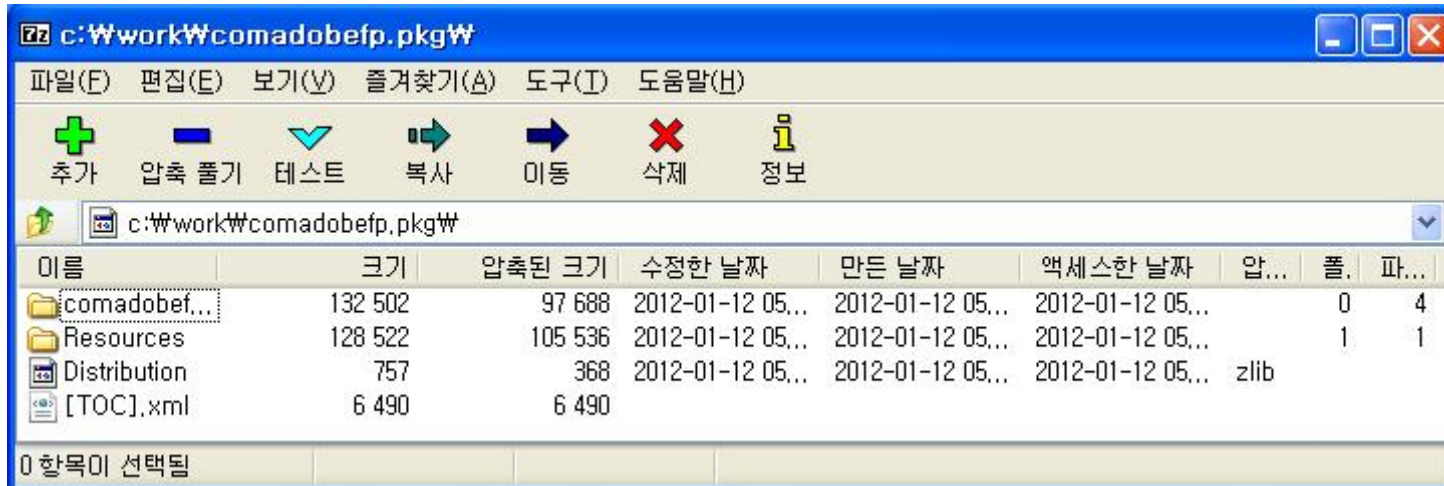 7z c:₩work₩comadobefp.pkg₩
파일(F) 편집(E) 보기(V) 즐겨찾기(A) 도구(T) 도움말(H)
추가 압축 풀기 테스트 복사 이동 삭제 정보
c:₩work₩comadobefp.pkg₩
이름 크기 압축된 크기 수정한 날짜 만든 날짜 액세스한 날짜 압... 폴. 파...
comadobef... 132 502 97 688 2012-01-12 05... 2012-01-12 05... 2012-01-12 05... 0 4
Resources 128 522 105 536 2012-01-12 05... 2012-01-12 05... 2012-01-12 05... 1 1
Distribution 757 368 2012-01-12 05... 2012-01-12 05... 2012-01-12 05... zlib
[TOC].xml 6 490 6 490
0 항목이 선택됨